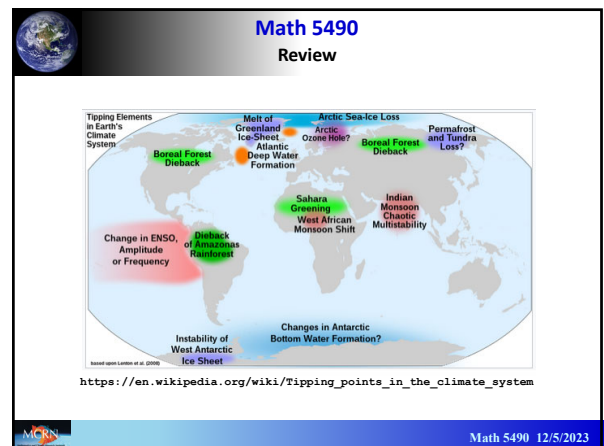 Math 5490
Review
Tipping Elements
in Earth's
Climate
System
Melt of
Greenland
Ice-Sheet
Arctic Sea-Ice Loss
Arctic
Ozone Hole?
Permafrost
and Tundra
Loss?
Atlantic
Deep Water
Formation
Boreal Forest
Dieback
Boreal Forest
Dieback
Sahara
Greening
West African
Monsoon Shift
Indian
Monsoon
Chaotic
Multistability
Change in ENSO,
Amplitude
or Frequency
Dieback
of Amazonas
Rainforest
Changes in Antarctic
Bottom Water Formation?
Instability of
West Antarctic
Ice Sheet
based upon Lenton et al. (2008)
https://en.wikipedia.org/wiki/Tipping_points_in_the_climate_system
MCRN
Math 5490 12/5/2023